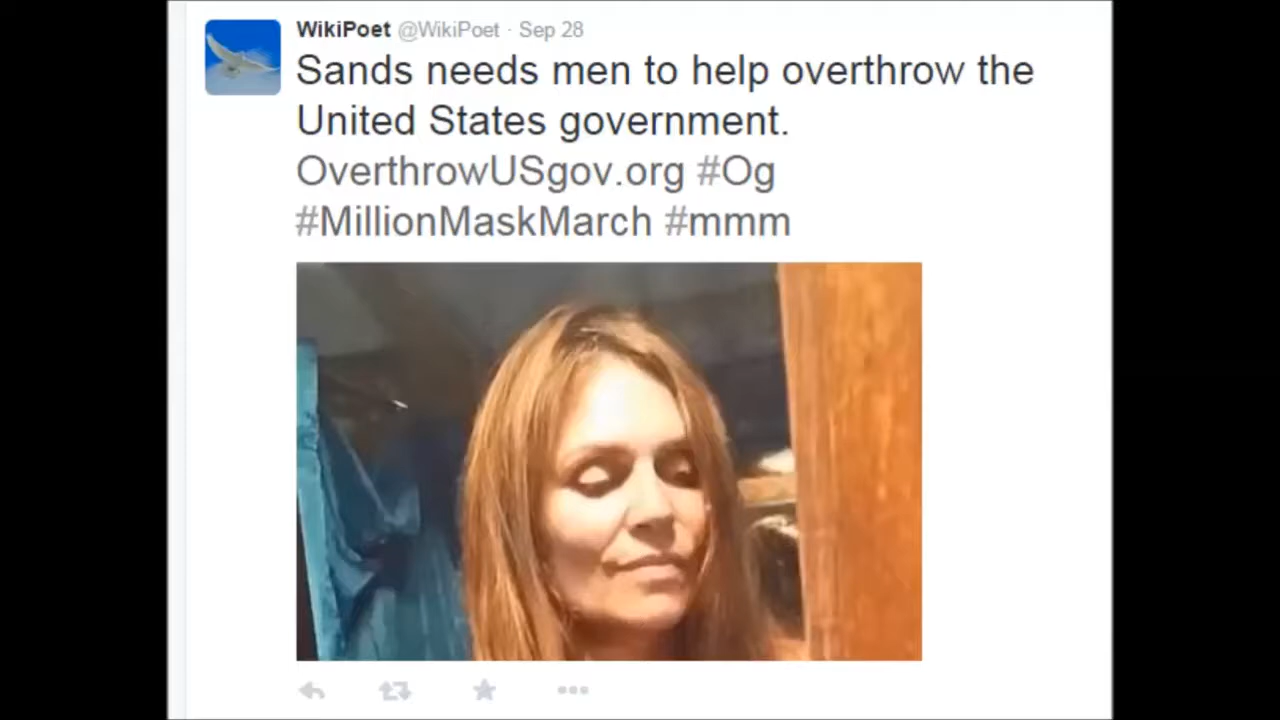 WikiPoet @WikiPoet · Sep 28
Sands needs men to help overthrow the
United States government.
OverthrowUSgov.org #Og
#MillionMaskMarch #mmm